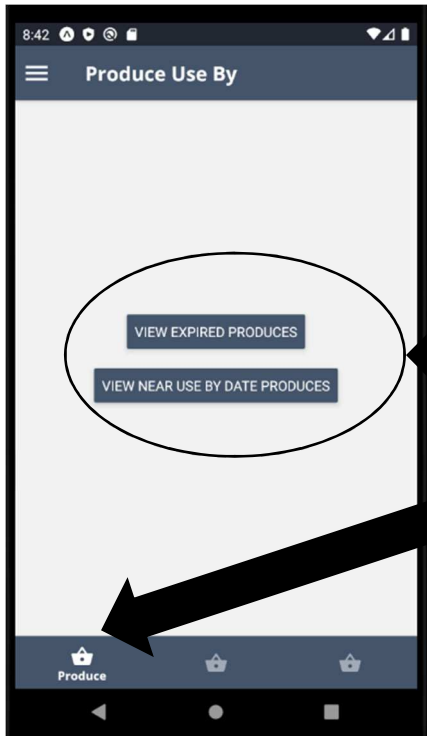 8:42
Produce Use By
VIEW EXPIRED PRODUCES
VIEW NEAR USE BY DATE PRODUCES
Produce